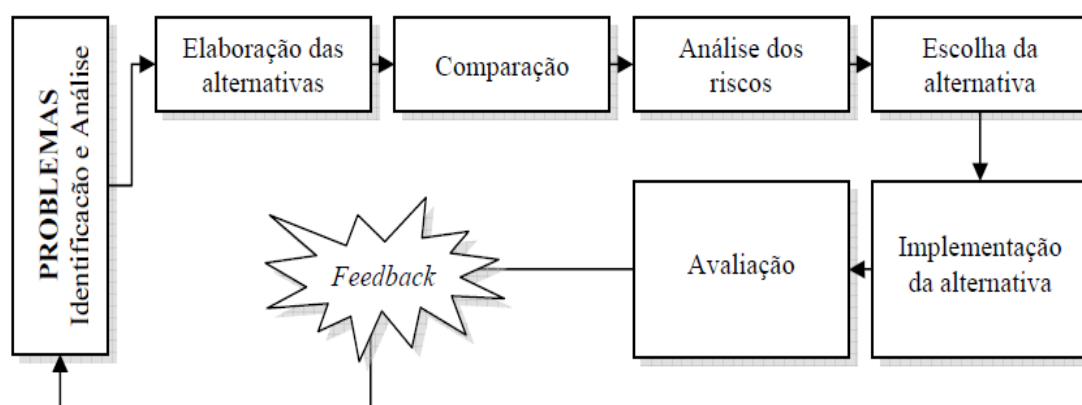 PROBLEMAS
Identificação e Análise
Elaboração das
alternativas
Comparação
Análise dos
riscos
Escolha da
alternativa
Implementação
da alternativa
Avaliação
Feedback